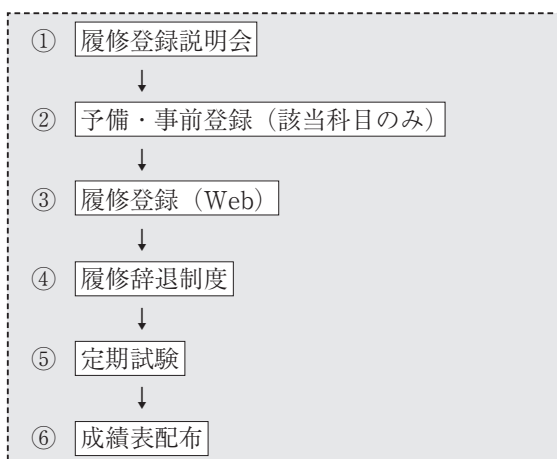 ① 履修登録説明会
↓
② 予備・事前登録（該当科目のみ）
↓
③ 履修登録（Web）
↓
④ 履修辞退制度
↓
⑤ 定期試験
↓
⑥ 成績表配布